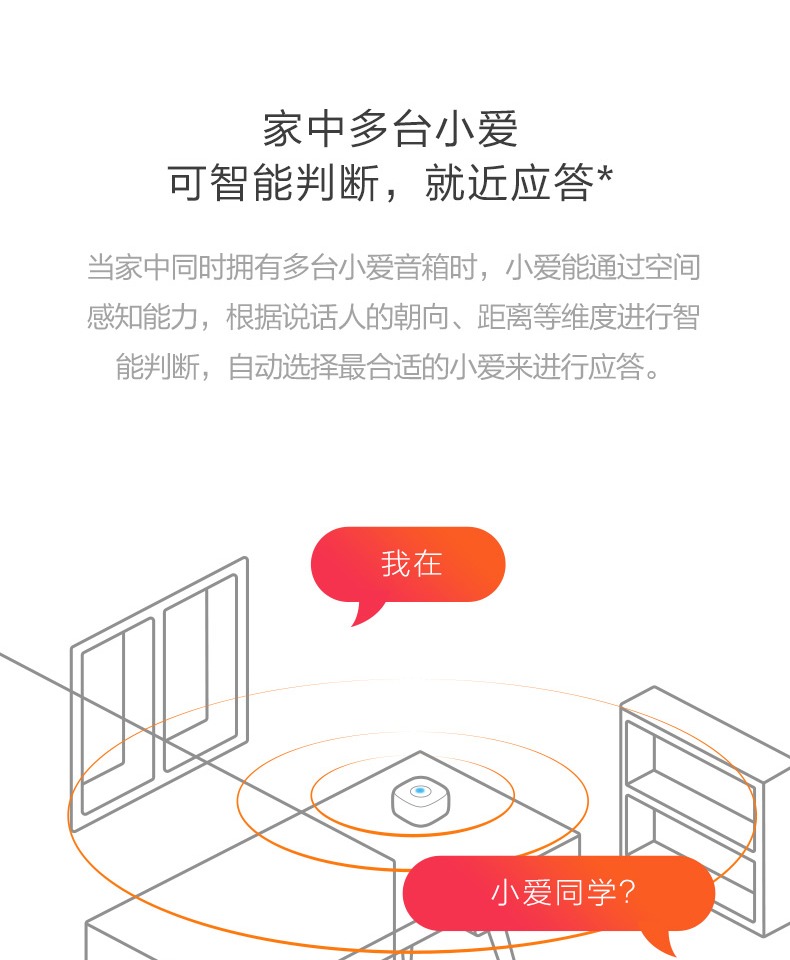 家中多台小爱
可智能判断，就近应答*
当家中同时拥有多台小爱音箱时，小爱能通过空间
感知能力，根据说话人的朝向、距离等维度进行智
能判断，自动选择最合适的小爱来进行应答。
我在
小爱同学?